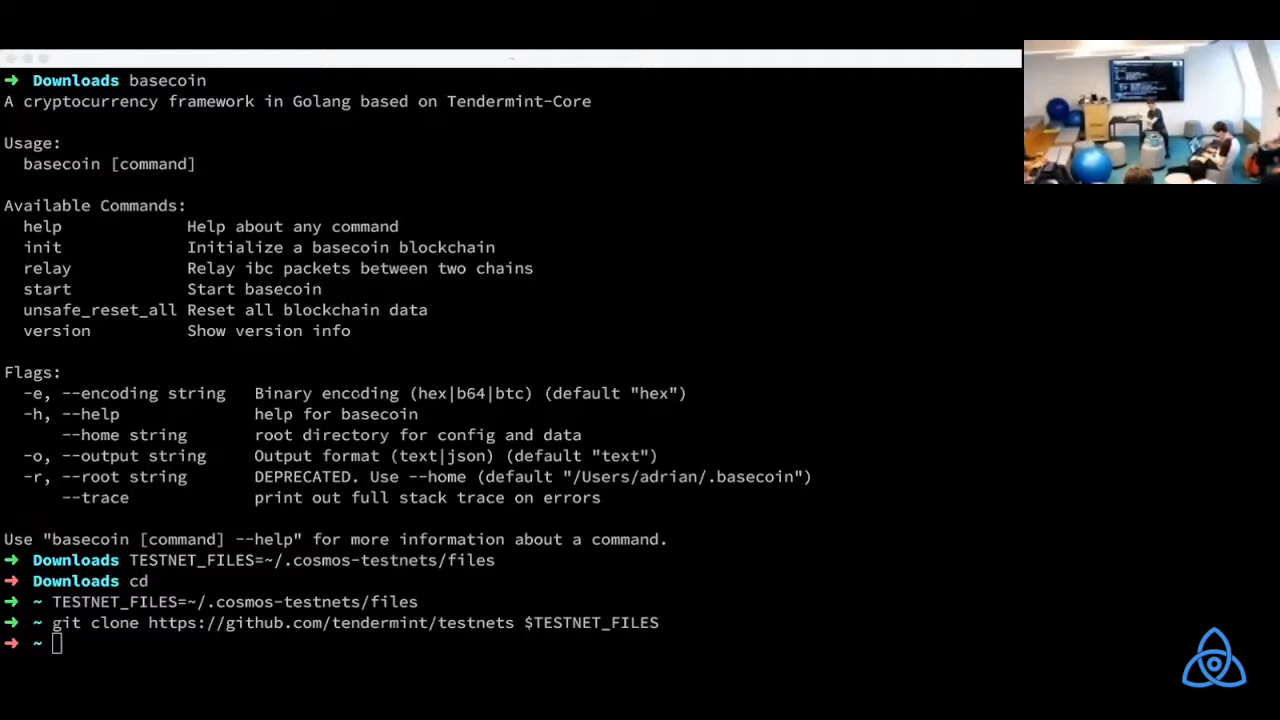 ➜ Downloads basecoin
A cryptocurrency framework in Golang based on Tendermint-Core
Usage:
basecoin [command]
Available Commands:
help Help about any command
init Initialize a basecoin blockchain
relay Relay ibc packets between two chains
start Start basecoin
unsafe_reset_all Reset all blockchain data
version Show version info
Flags:
-e, --encoding string Binary encoding (hex|b64|btc) (default "hex")
-h, --help help for basecoin
--home string root directory for config and data
-o, --output string Output format (text|json) (default "text")
-r, --root string DEPRECATED. Use --home (default "/Users/adrian/.basecoin")
--trace print out full stack trace on errors
Use "basecoin [command] --help" for more information about a command.
➜ Downloads TESTNET_FILES=~/.cosmos-testnets/files
➜ Downloads cd
➜ ~ TESTNET_FILES=~/.cosmos-testnets/files
➜ ~ git clone https://github.com/tendermint/testnets $TESTNET_FILES
➜ ~